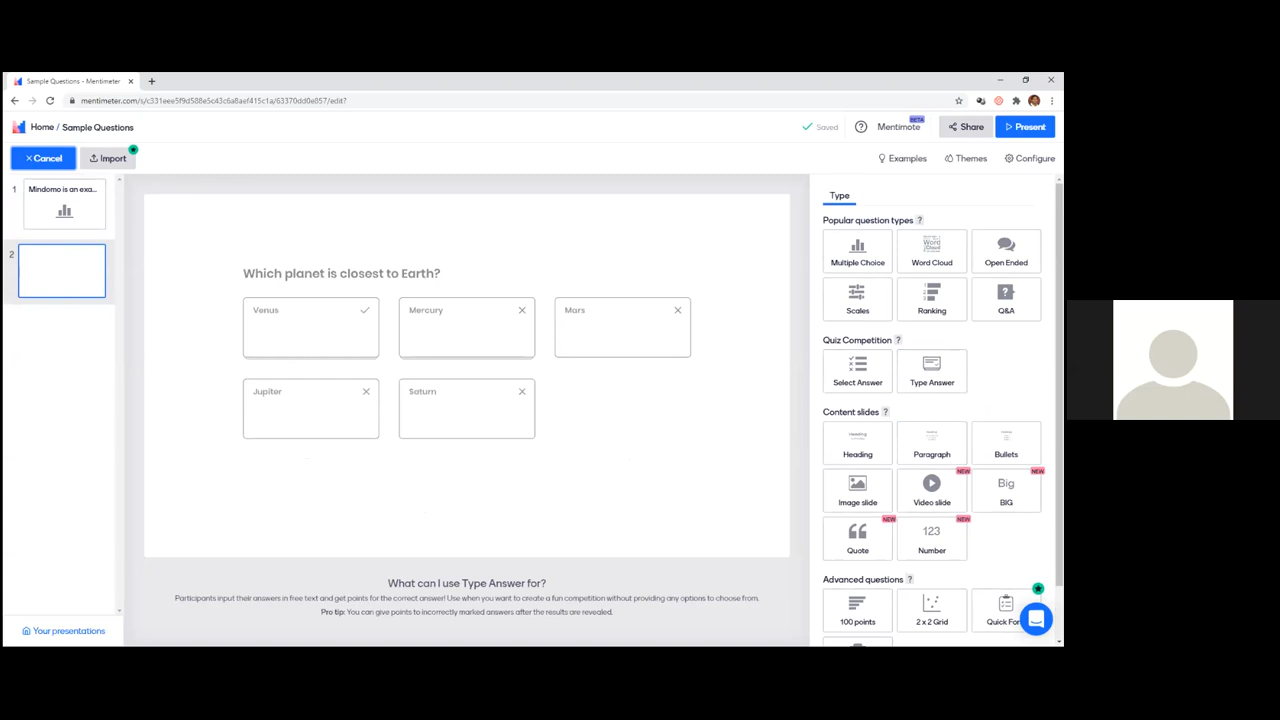 Sample Questions - Mentimeter
mentimeter.com/s/c331eee5f9d588e5c43c6a8aef415c1a/63370dd0e857/edit?
Home / Sample Questions
Saved
Mentimote
BETA
Share
Present
Cancel
Import
Examples
Themes
Configure
1
Mindomo is an exa...
2
Which planet is closest to Earth?
Venus
Mercury
Mars
Jupiter
Saturn
What can I use Type Answer for?
Participants input their answers in free text and get points for the correct answer! Use when you want to create a fun competition without providing any options to choose from.
Pro tip: You can give points to incorrectly marked answers after the results are revealed.
Your presentations
Type
Popular question types ?
Multiple Choice
Word Cloud
Open Ended
Scales
Ranking
Q&A
Quiz Competition ?
Select Answer
Type Answer
Content slides ?
Heading
Paragraph
Bullets
NEW
NEW
Image slide
Video slide
Big
BIG
NEW
NEW
Quote
123
Number
Advanced questions ?
100 points
2 x 2 Grid
Quick For